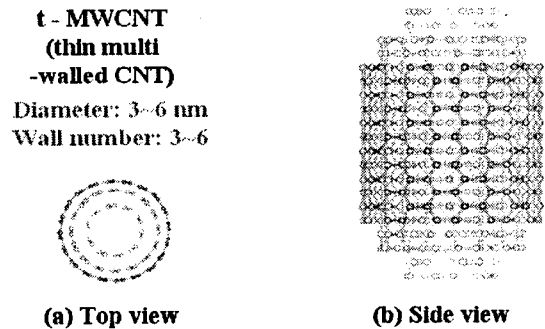 t - MWCNT
(thin multi
-walled CNT)
Diameter: 3~6 nm
Wall number: 3~6
(a) Top view
(b) Side view